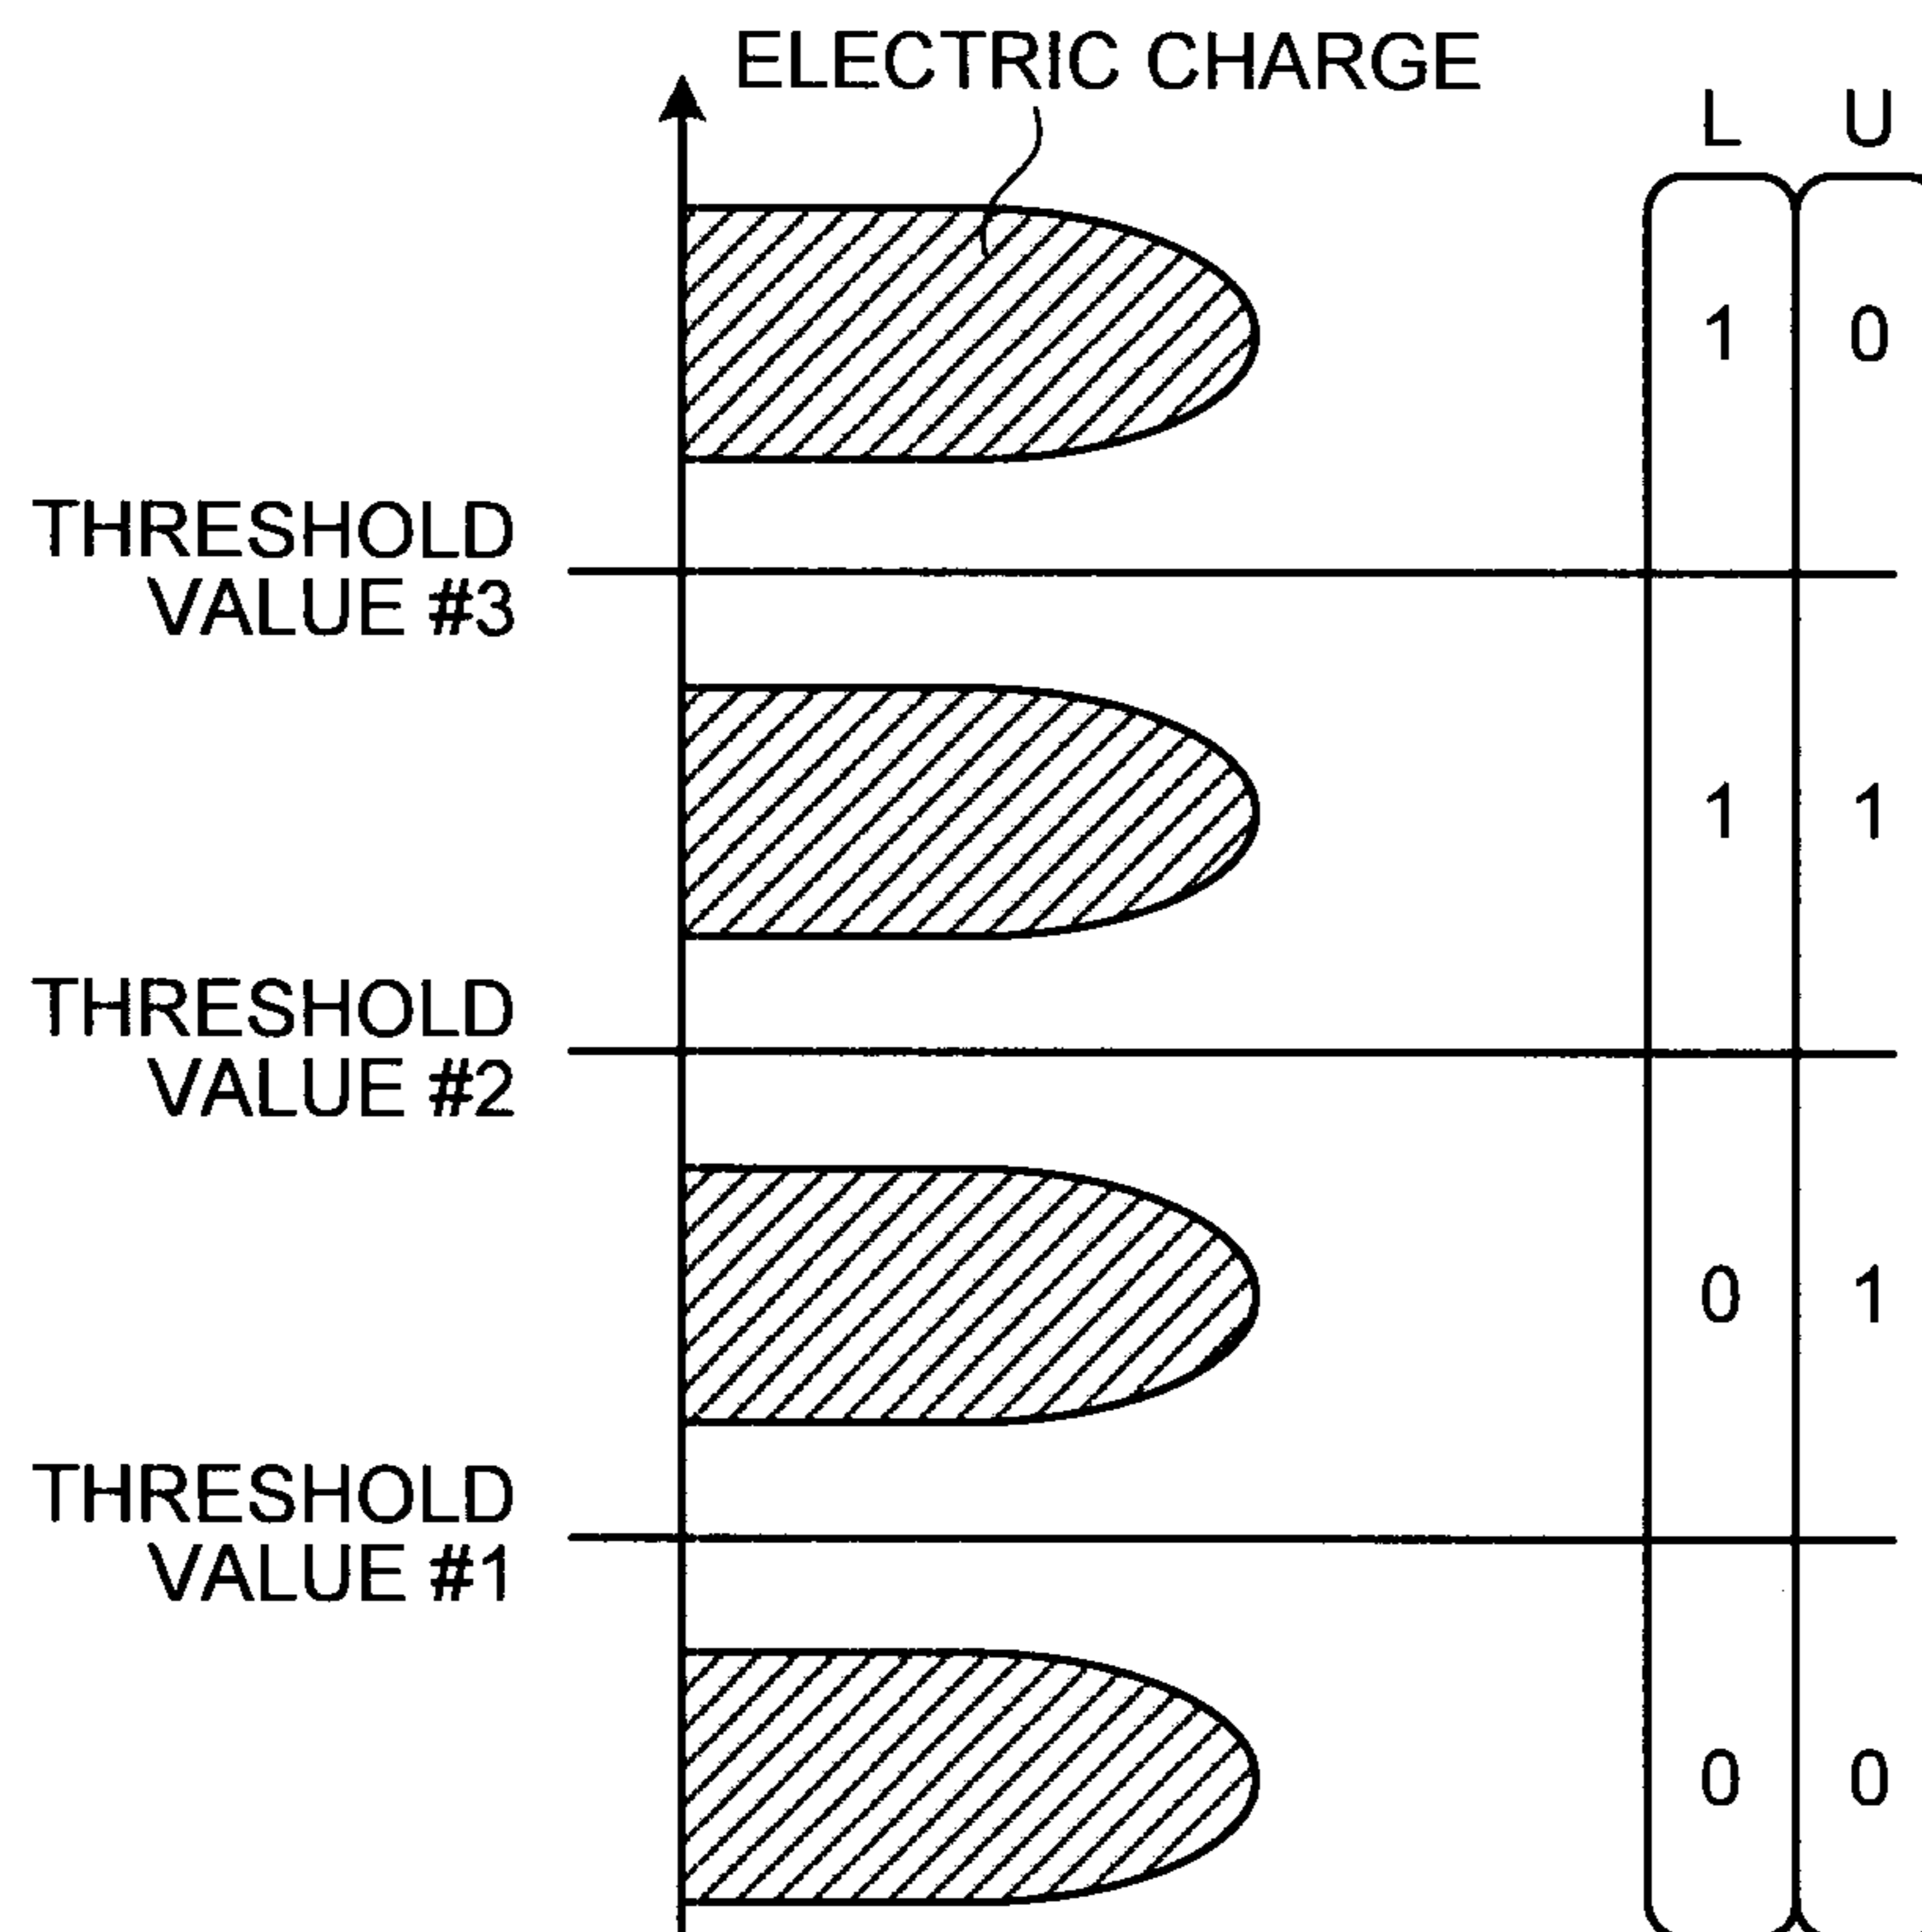 ELECTRIC CHARGE
L U
1 0
THRESHOLD
VALUE #3
1 1
THRESHOLD
VALUE #2
0 1
THRESHOLD
VALUE #1
0 0